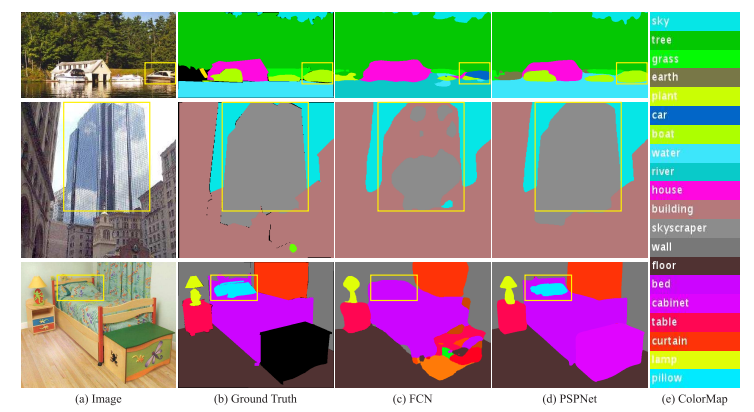 sky
tree
grass
earth
plant
car
boat
water
river
house
building
skyscraper
wall
floor
bed
cabinet
table
curtain
lamp
pillow
(a) Image
(b) Ground Truth
(c) FCN
(d) PSPNet
(e) ColorMap